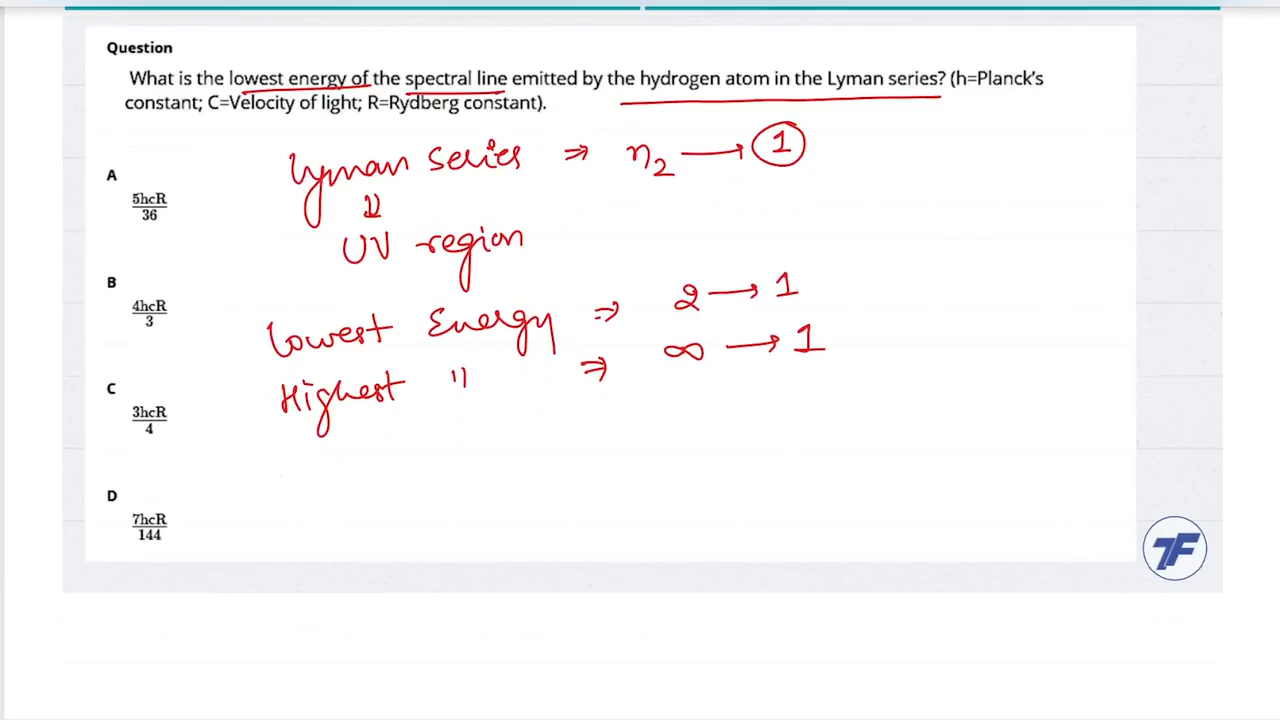 Question
What is the lowest energy of the spectral line emitted by the hydrogen atom in the Lyman series? (h=Planck's
constant; C=Velocity of light; R=Rydberg constant).
Lyman Series ⇒ n₂ → 1
A
5hcR/36
⇓
UV region
B
4hcR/3
2 → 1
Lowest Energy ⇒
∞ → 1
Highest " ⇒
C
3hcR/4
D
7hcR/144
7F